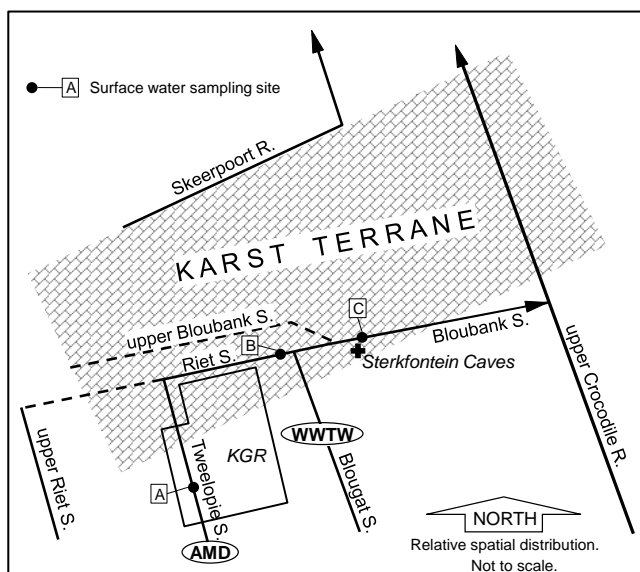 A Surface water sampling site
Skeerpoort R.
KARST TERRANE
upper Bloubank S.
C
B
Riet S.
Bloubank S.
Sterkfontein Caves
upper Riet S.
Tweelopie S.
KGR
WWTW
Blougat S.
upper Crocodile R.
A
AMD
NORTH
Relative spatial distribution.
Not to scale.